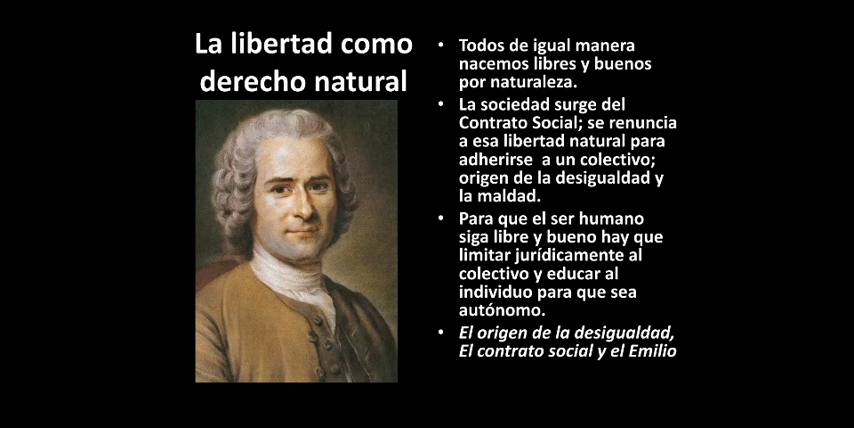 La libertad como
derecho natural
• Todos de igual manera
nacemos libres y buenos
por naturaleza.
• La sociedad surge del
Contrato Social; se renuncia
a esa libertad natural para
adherirse a un colectivo;
origen de la desigualdad y
la maldad.
• Para que el ser humano
siga libre y bueno hay que
limitar jurídicamente al
colectivo y educar al
individuo para que sea
autónomo.
• El origen de la desigualdad,
El contrato social y el Emilio